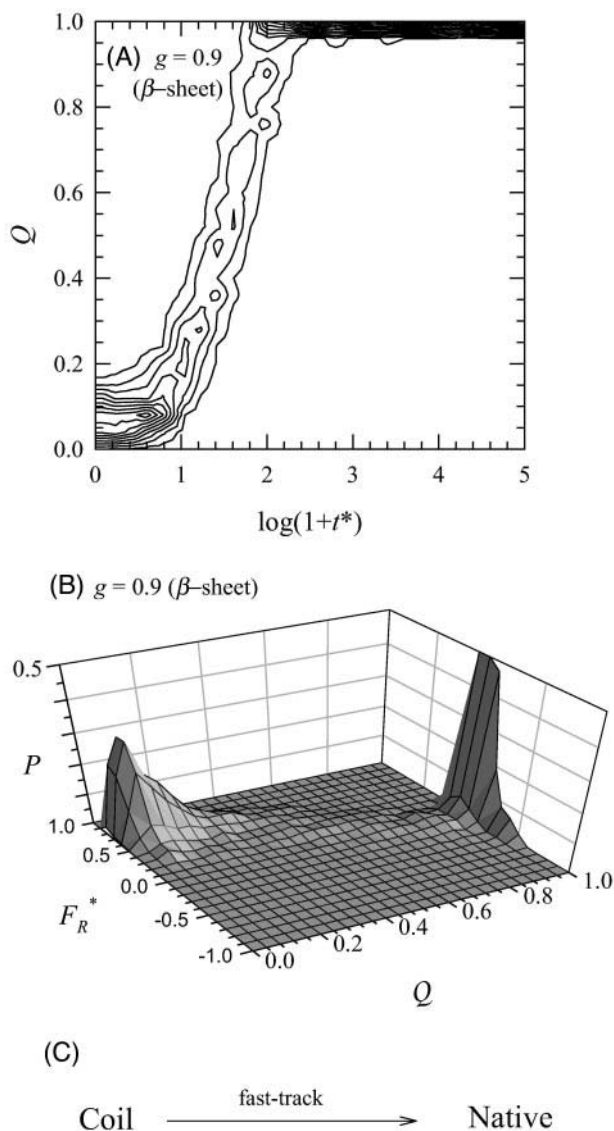 (A) g = 0.9
(β–sheet)
1.0
0.8
0.6
0.4
0.2
0.0
Q
0 1 2 3 4 5
log(1+t*)
(B) g = 0.9 (β–sheet)
0.5
P
1.0
0.5
0.0
-0.5
-1.0
F_R^*
0.0
0.2
0.4
0.6
0.8
1.0
Q
(C)
fast-track
Coil Native